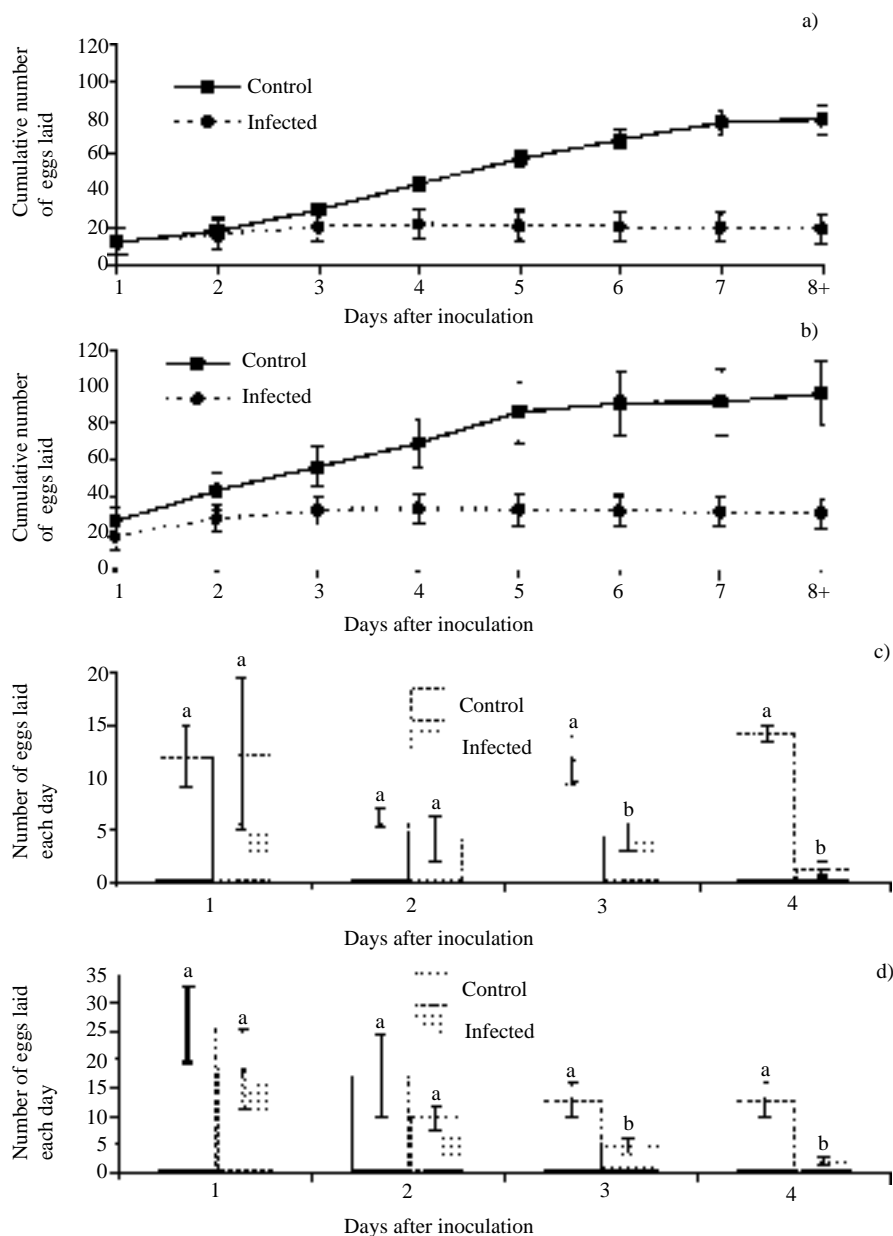 a)
120
100
80
60
40
20
0
Cumulative number
of eggs laid
Control
Infected
1 2 3 4 5 6 7 8+
Days after inoculation
b)
120
100
80
60
40
20
0
Cumulative number
of eggs laid
Control
Infected
1 2 3 4 5 6 7 8+
Days after inoculation
c)
20
15
10
5
0
Number of eggs laid
each day
Control
Infected
a a a a a b a b
1 2 3 4
Days after inoculation
d)
35
30
25
20
15
10
5
0
Number of eggs laid
each day
Control
Infected
a a a a a b a b
1 2 3 4
Days after inoculation